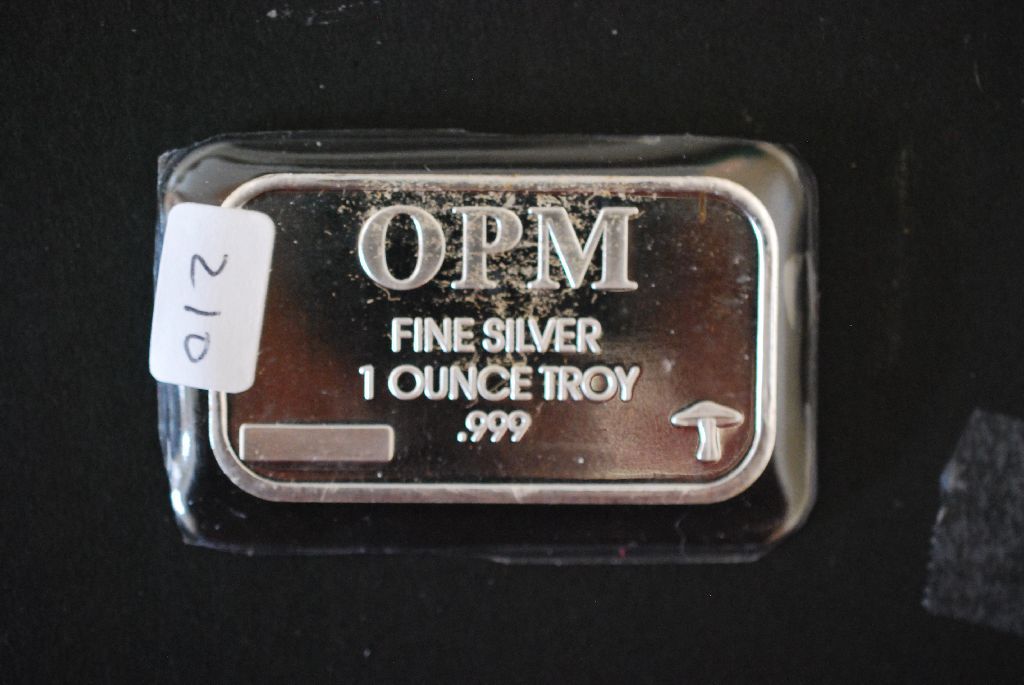 OPM
FINE SILVER
1 OUNCE TROY
.999
210